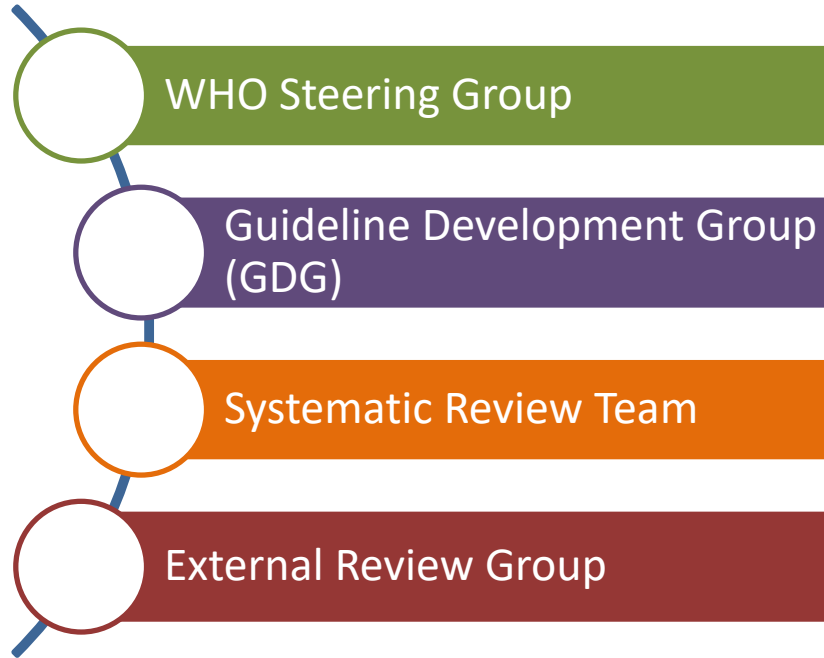 WHO Steering Group
Guideline Development Group
(GDG)
Systematic Review Team
External Review Group